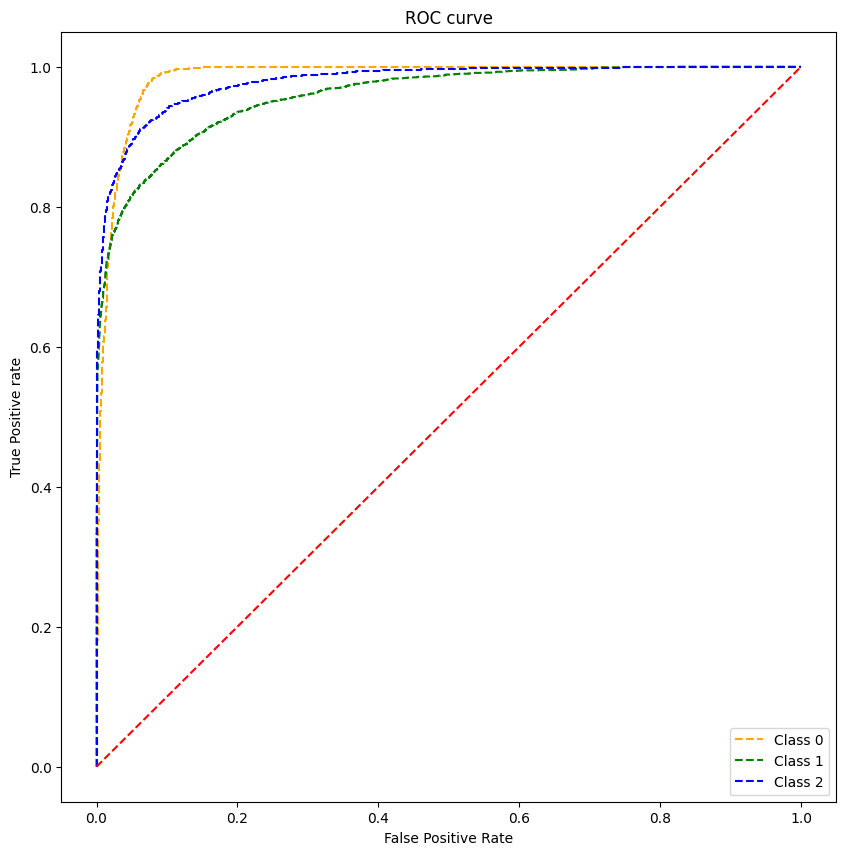 ROC curve
True Positive rate
1.0
0.8
0.6
0.4
0.2
0.0
0.0 0.2 0.4 0.6 0.8 1.0
False Positive Rate
Class 0
Class 1
Class 2